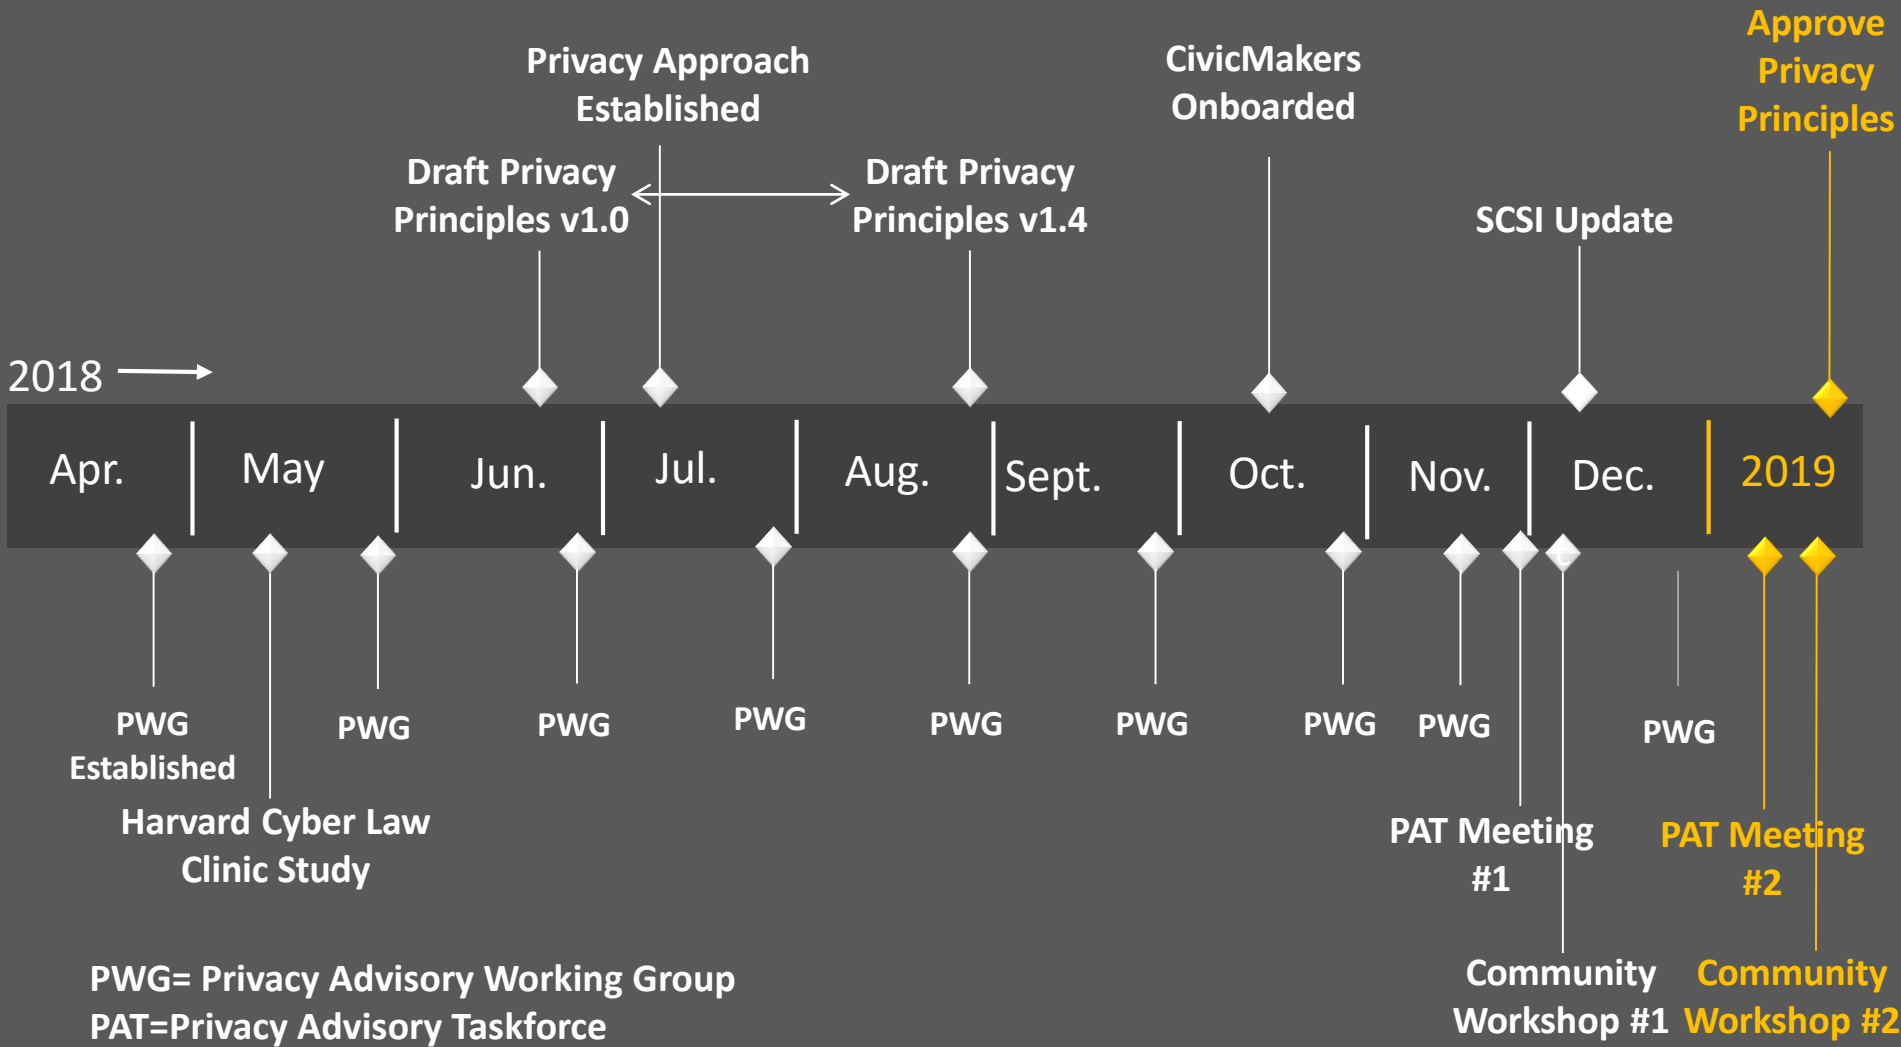 Approve
Privacy
Principles
Privacy Approach
Established
CivicMakers
Onboarded
Draft Privacy
Principles v1.0
Draft Privacy
Principles v1.4
SCSI Update
2018
Apr.
May
Jun.
Jul.
Aug.
Sept.
Oct.
Nov.
Dec.
2019
PWG
Established
PWG
PWG
PWG
PWG
PWG
PWG
PWG
PWG
Harvard Cyber Law
Clinic Study
PAT Meeting
#1
PAT Meeting
#2
Community
Workshop #1
Community
Workshop #2
PWG= Privacy Advisory Working Group
PAT=Privacy Advisory Taskforce